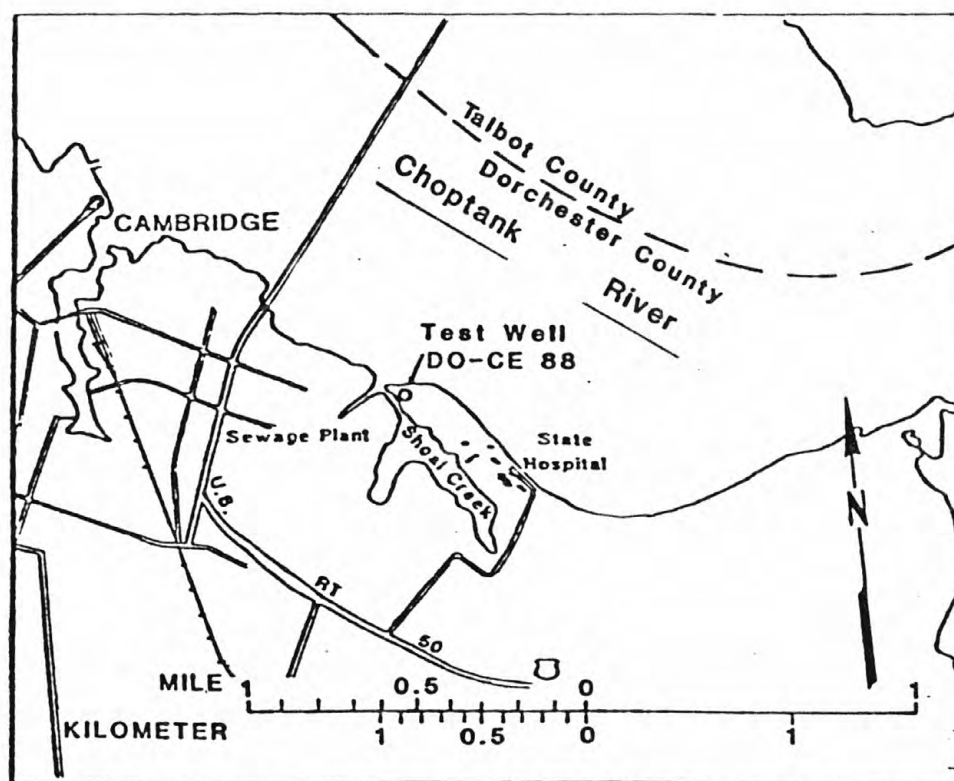 Talbot County
Dorchester County
Choptank
River
CAMBRIDGE
Test Well
DO-CE 88
Sewage Plant
Shoal Creek
State
Hospital
U.S.
RT
50
N
MILE 1 0.5 0 1
KILOMETER 1 0.5 0 1